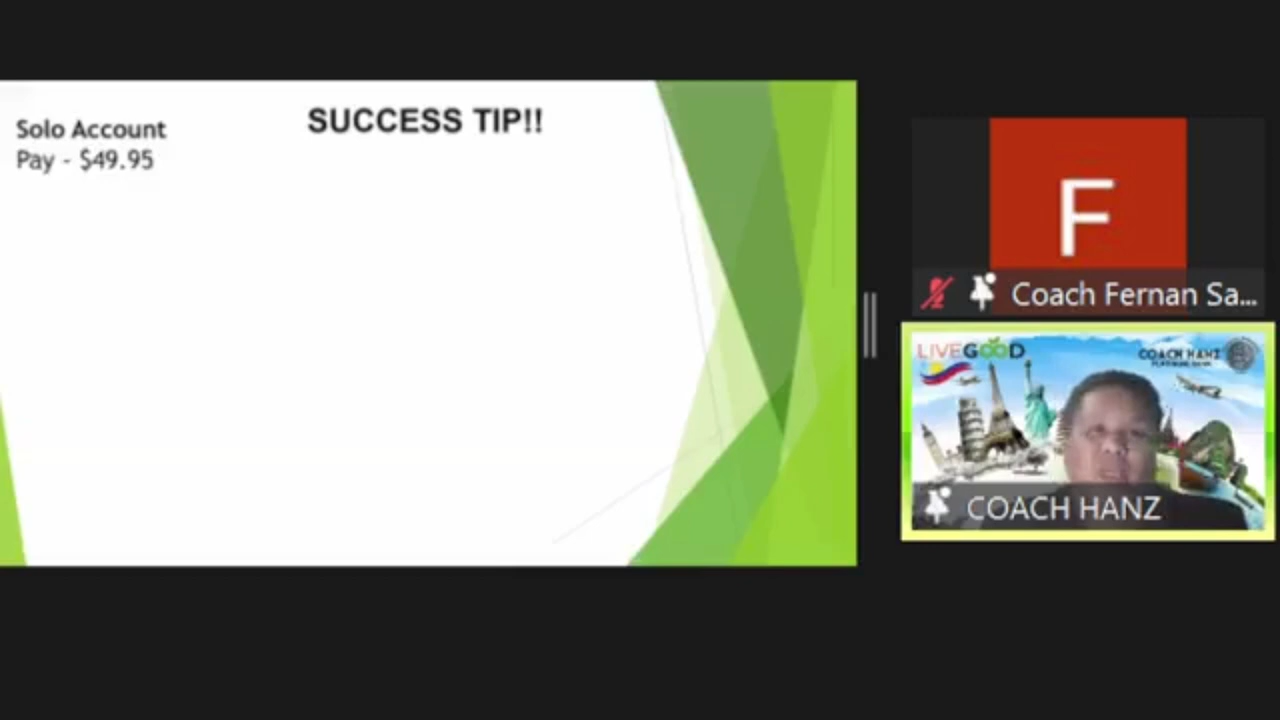 SUCCESS TIP!!
Solo Account
Pay - $49.95
F
Coach Fernan Sa...
LIVEGOOD
COACH HANZ
COACH HANZ